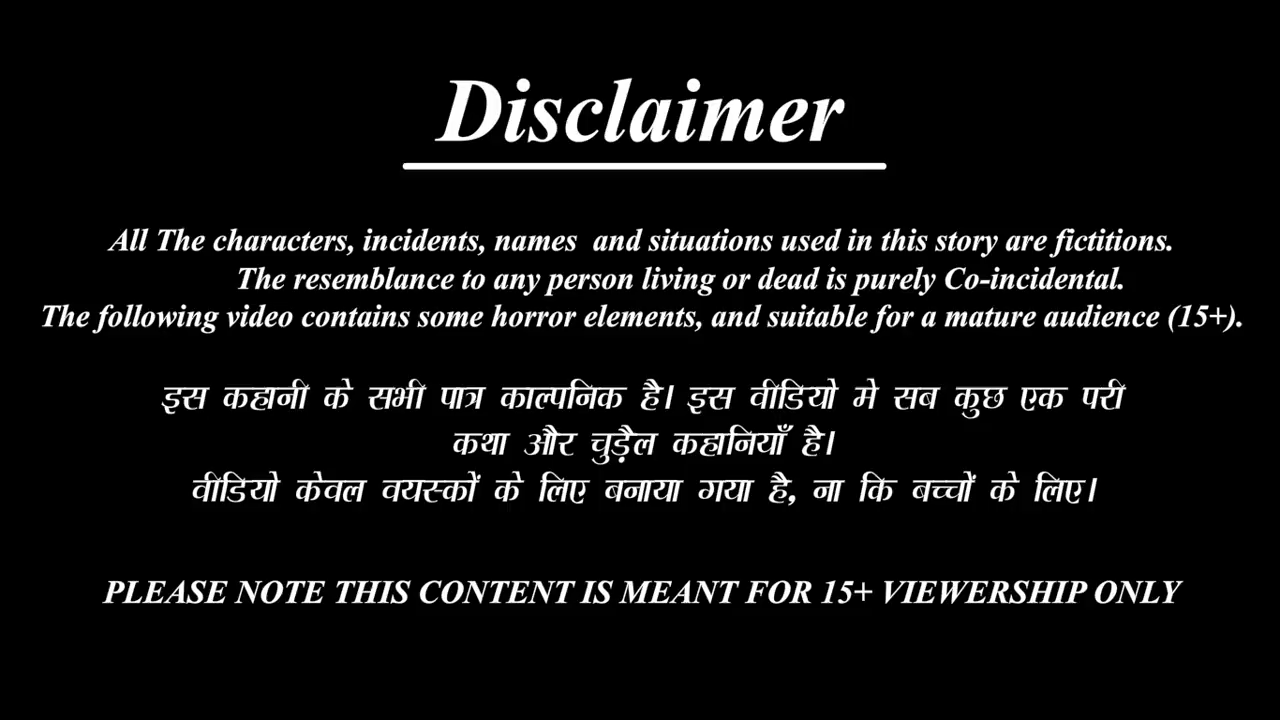 Disclaimer
All The characters, incidents, names and situations used in this story are fictitions.
The resemblance to any person living or dead is purely Co-incidental.
The following video contains some horror elements, and suitable for a mature audience (15+).
इस कहानी के सभी पात्र काल्पनिक है। इस वीडियो मे सब कुछ एक परी
कथा और चुड़ैल कहानियाँ है।
वीडियो केवल वयस्कों के लिए बनाया गया है, ना कि बच्चों के लिए।
PLEASE NOTE THIS CONTENT IS MEANT FOR 15+ VIEWERSHIP ONLY